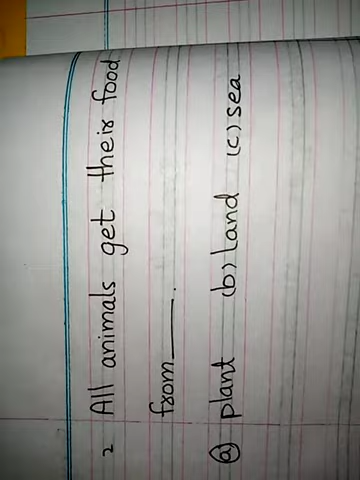 2 All animals get their food
from____.
(a) plant (b) Land (c) sea